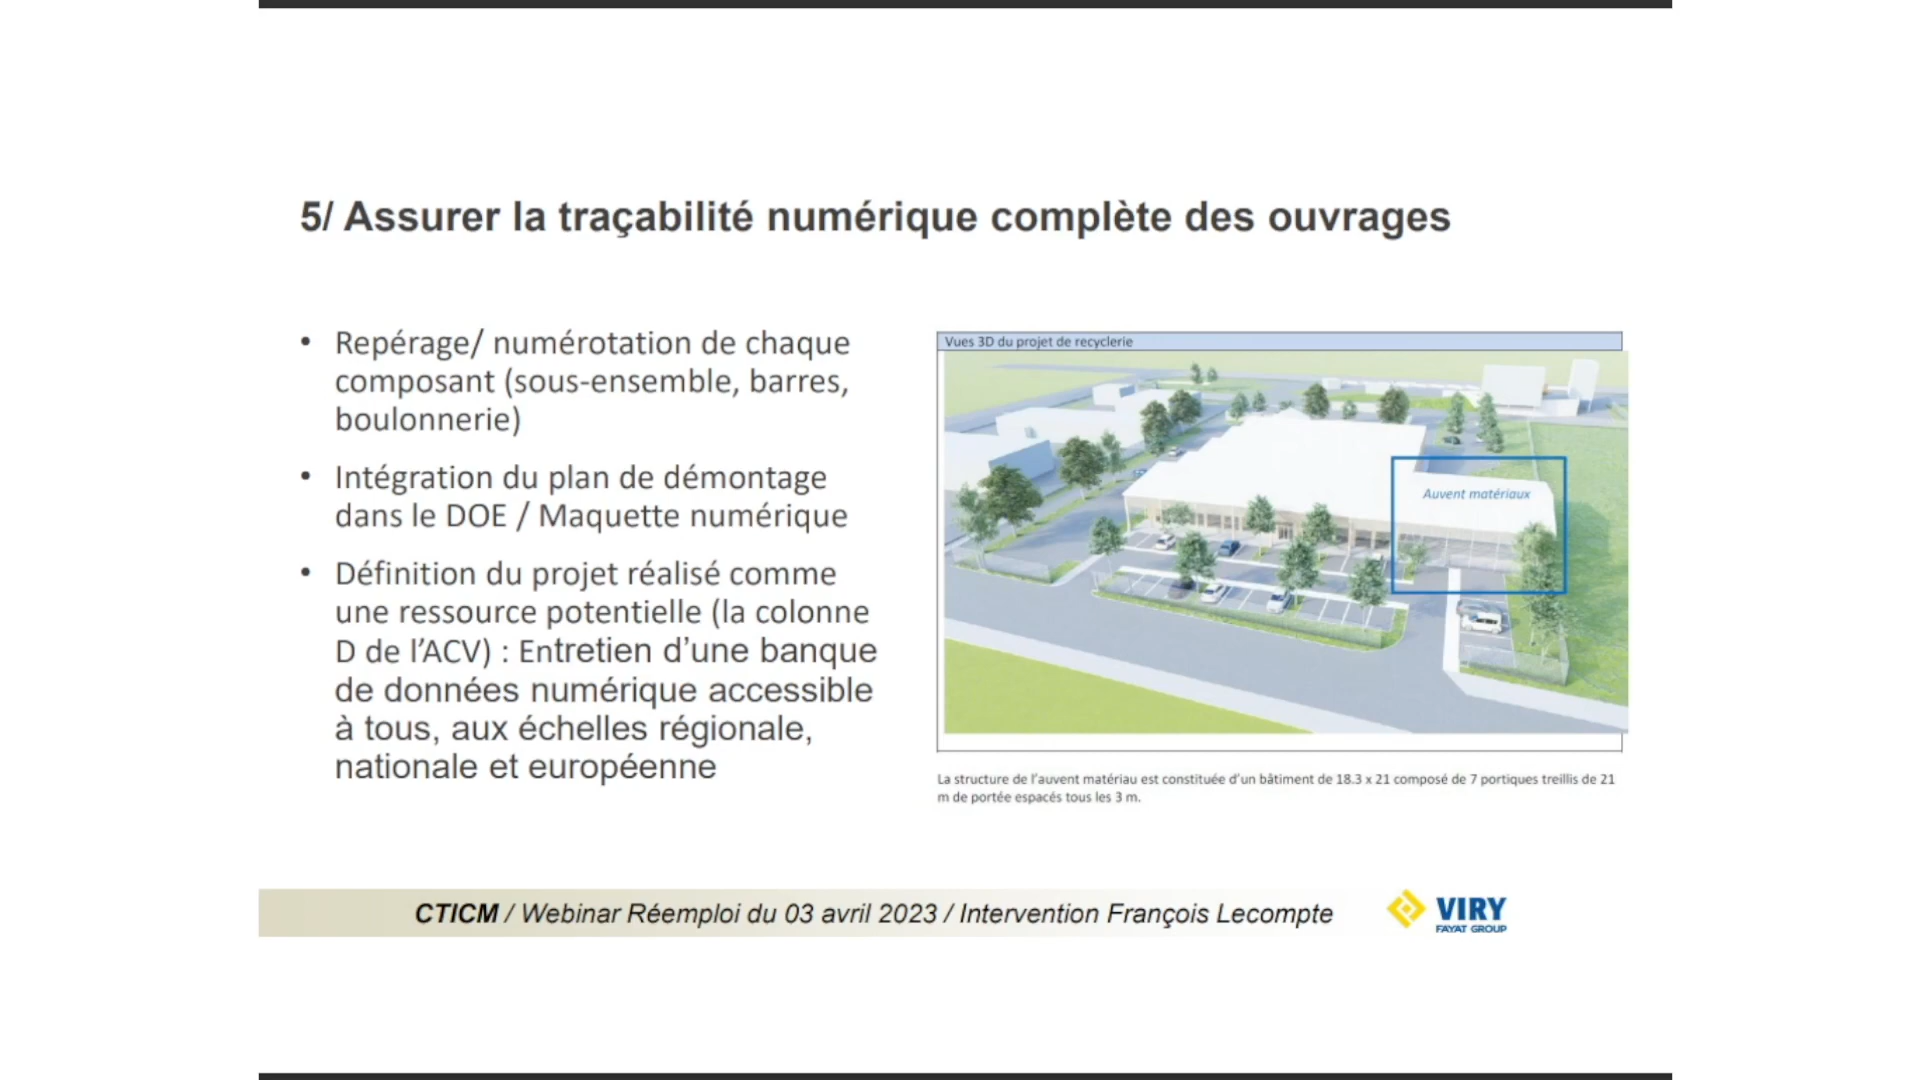 5/ Assurer la traçabilité numérique complète des ouvrages
• Repérage/ numérotation de chaque
composant (sous-ensemble, barres,
boulonnerie)
• Intégration du plan de démontage
dans le DOE / Maquette numérique
• Définition du projet réalisé comme
une ressource potentielle (la colonne
D de l’ACV) : Entretien d’une banque
de données numérique accessible
à tous, aux échelles régionale,
nationale et européenne
Vues 3D du projet de recyclerie
Auvent matériaux
La structure de l’auvent matériau est constituée d’un bâtiment de 18.3 x 21 composé de 7 portiques treillis de 21
m de portée espacés tous les 3 m.
CTICM / Webinar Réemploi du 03 avril 2023 / Intervention François Lecompte
VIRY
FAYAT GROUP